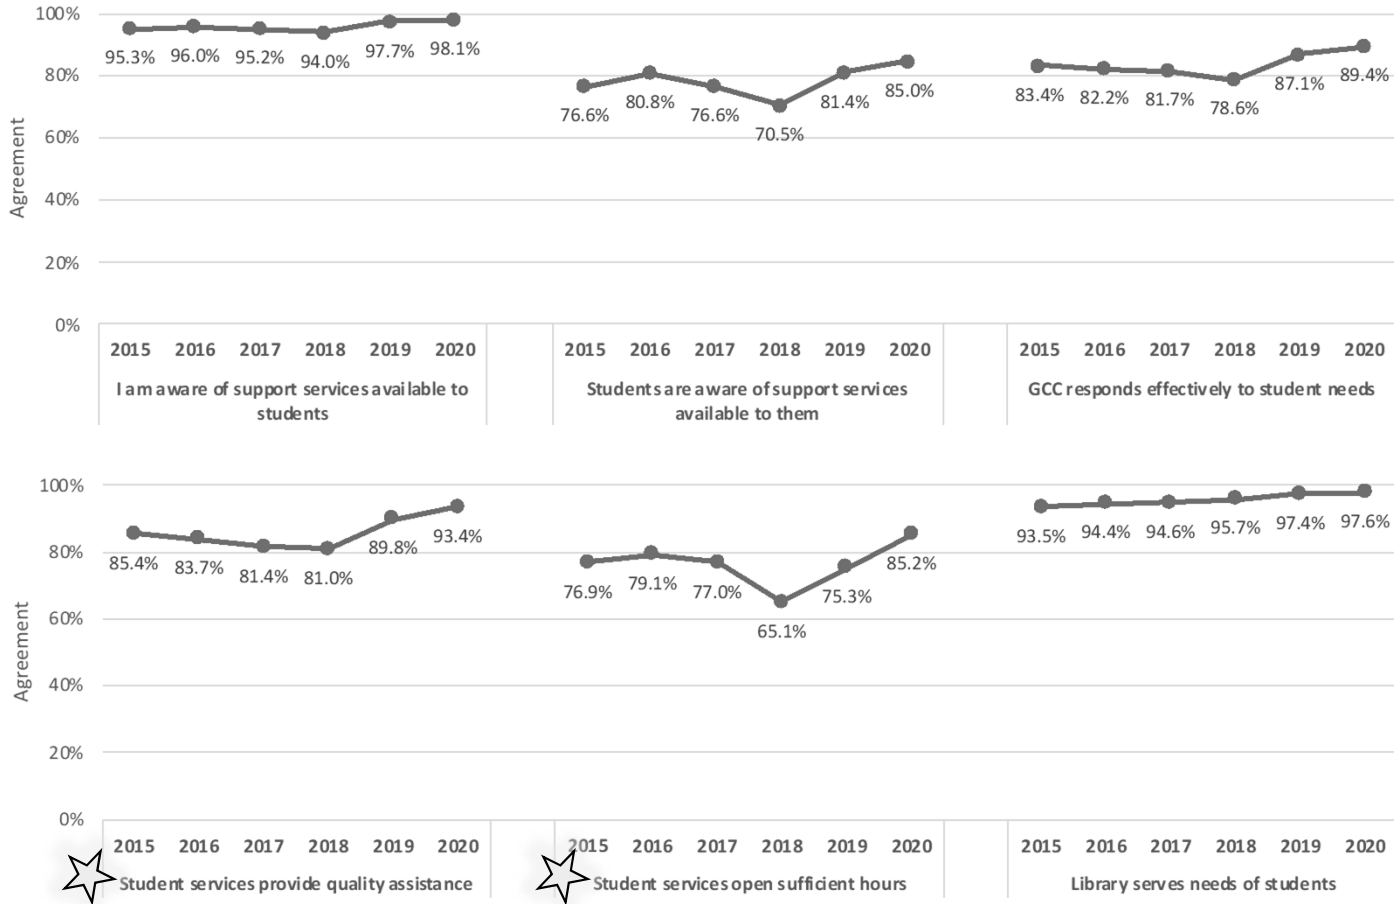 100%
80%
60%
40%
20%
0%
Agreement
95.3% 96.0% 95.2% 94.0% 97.7% 98.1%
76.6% 80.8% 76.6% 70.5% 81.4% 85.0%
83.4% 82.2% 81.7% 78.6% 87.1% 89.4%
2015 2016 2017 2018 2019 2020
I am aware of support services available to
students
2015 2016 2017 2018 2019 2020
Students are aware of support services
available to them
2015 2016 2017 2018 2019 2020
GCC responds effectively to student needs
100%
80%
60%
40%
20%
0%
Agreement
85.4% 83.7% 81.4% 81.0% 89.8% 93.4%
76.9% 79.1% 77.0% 65.1% 75.3% 85.2%
93.5% 94.4% 94.6% 95.7% 97.4% 97.6%
2015 2016 2017 2018 2019 2020
Student services provide quality assistance
2015 2016 2017 2018 2019 2020
Student services open sufficient hours
2015 2016 2017 2018 2019 2020
Library serves needs of students